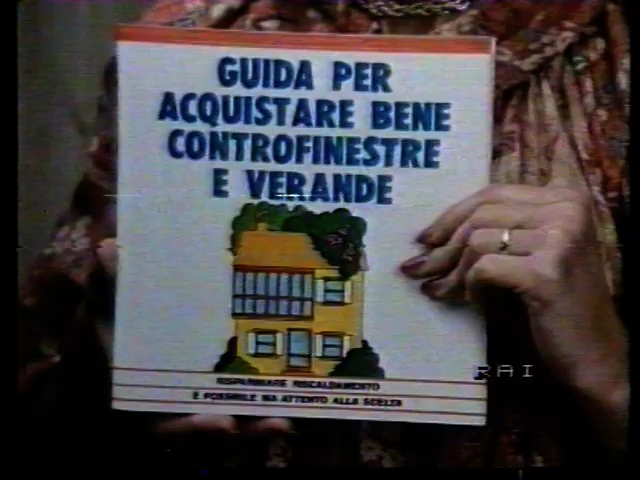 GUIDA PER
ACQUISTARE BENE
CONTROFINESTRE
E VERANDE
RISPARMIARE RISCALDAMENTO
E POSSIBILE MA ATTENTO ALLA SCELTA
RAI